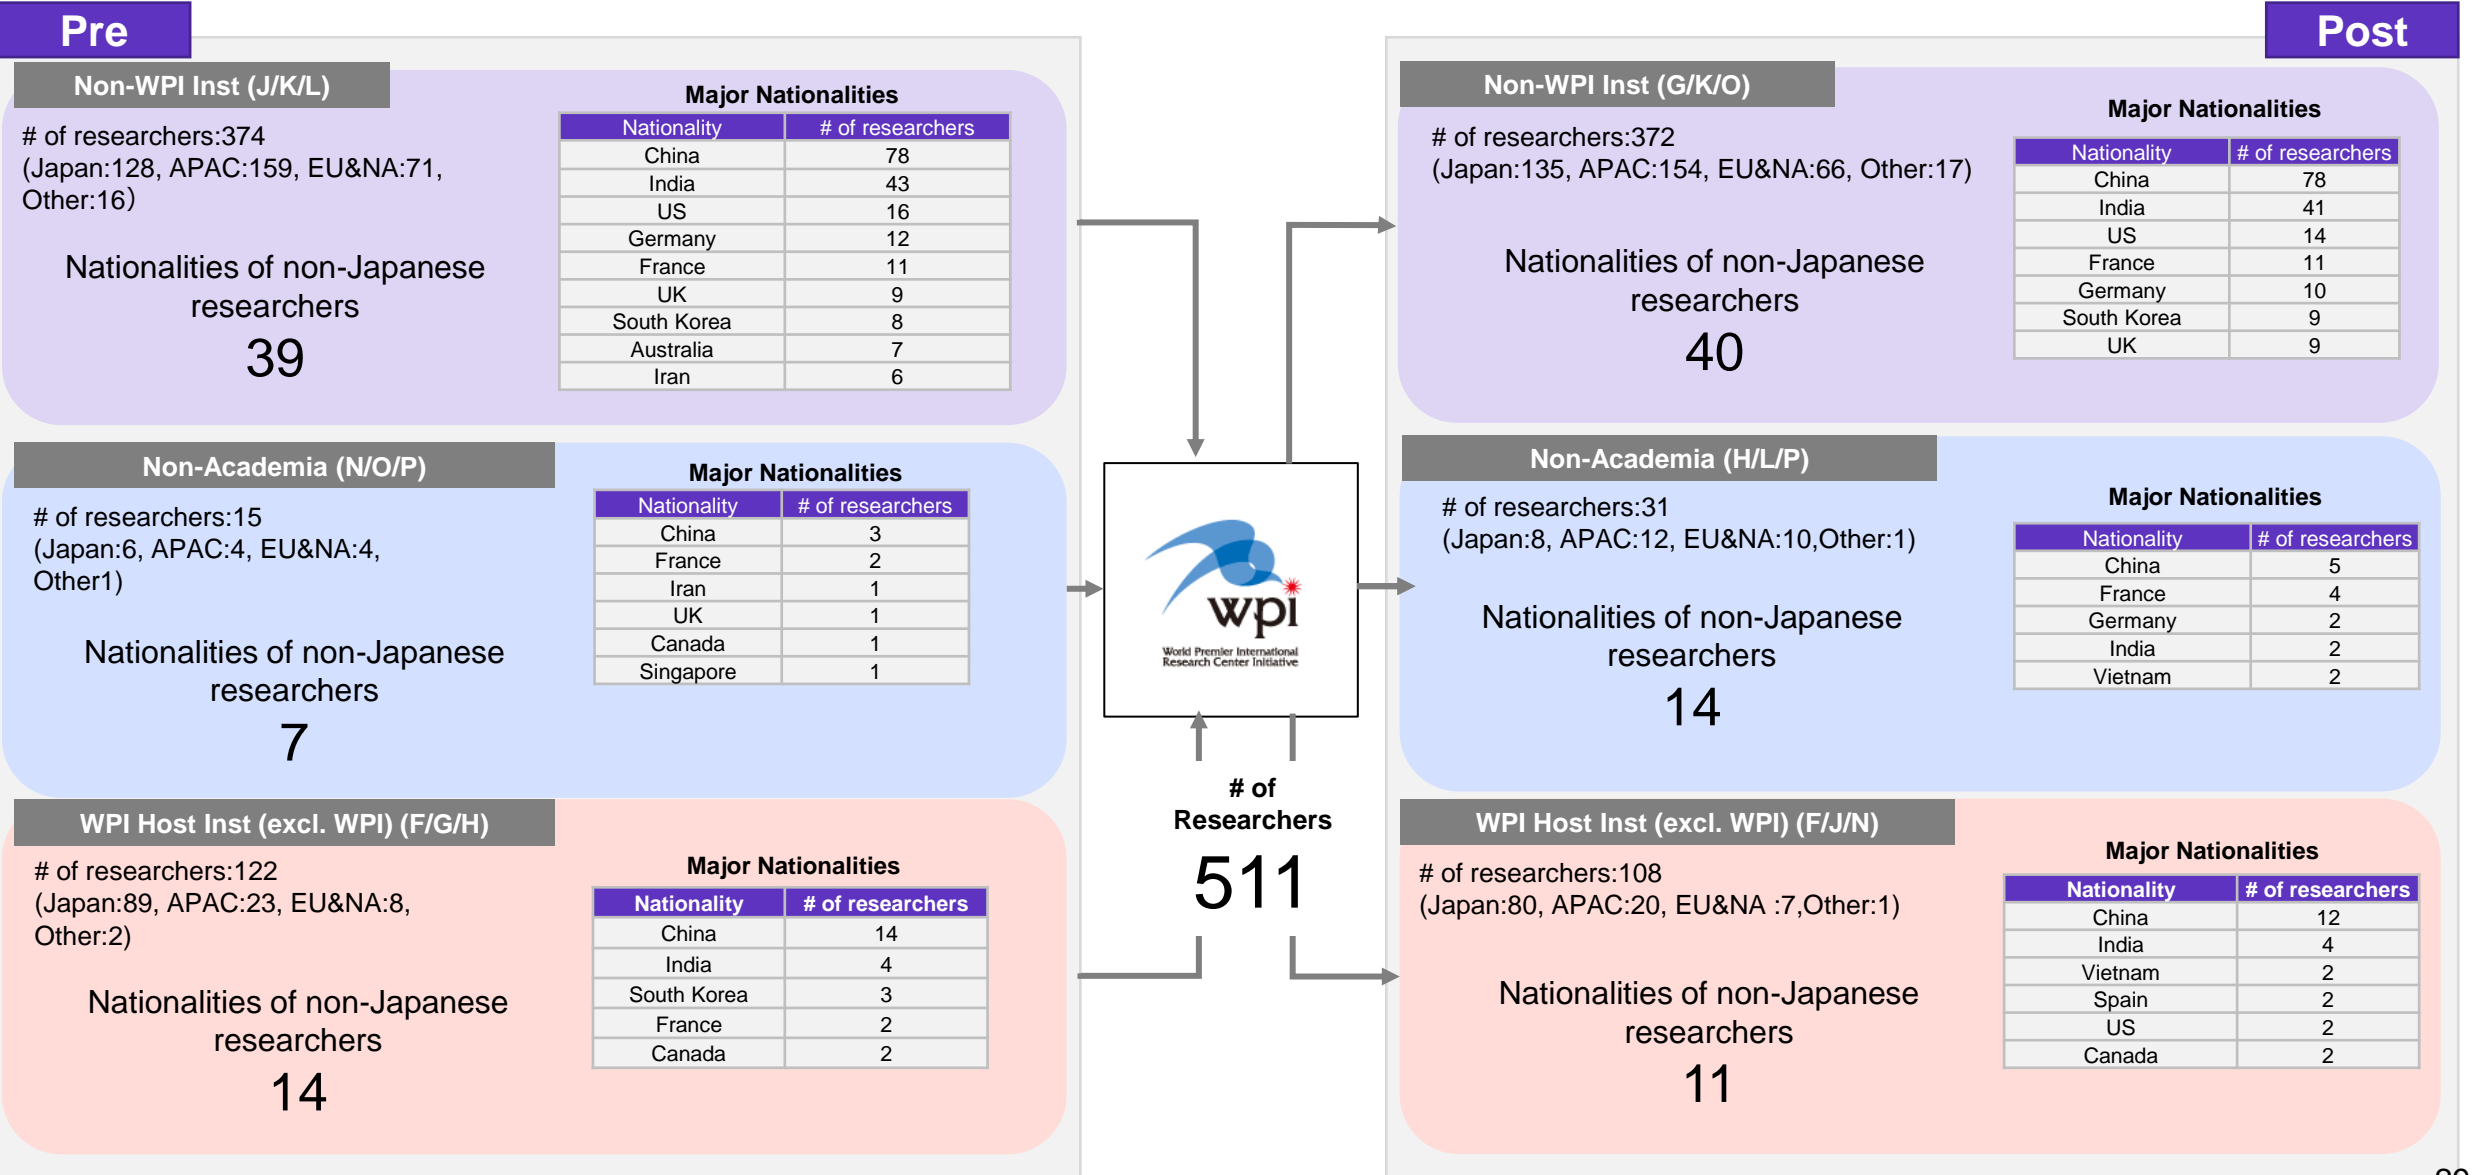 Pre
Non-WPI Inst (J/K/L)
# of researchers:374
(Japan:128, APAC:159, EU&NA:71,
Other:16)
Nationalities of non-Japanese
researchers
39
Major Nationalities
Nationality # of researchers
China 78
India 43
US 16
Germany 12
France 11
UK 9
South Korea 8
Australia 7
Iran 6
Non-Academia (N/O/P)
# of researchers:15
(Japan:6, APAC:4, EU&NA:4,
Other1)
Nationalities of non-Japanese
researchers
7
Major Nationalities
Nationality # of researchers
China 3
France 2
Iran 1
UK 1
Canada 1
Singapore 1
WPI Host Inst (excl. WPI) (F/G/H)
# of researchers:122
(Japan:89, APAC:23, EU&NA:8,
Other:2)
Nationalities of non-Japanese
researchers
14
Major Nationalities
Nationality # of researchers
China 14
India 4
South Korea 3
France 2
Canada 2
wpi
World Premier International
Research Center Initiative
# of
Researchers
511
Post
Non-WPI Inst (G/K/O)
# of researchers:372
(Japan:135, APAC:154, EU&NA:66, Other:17)
Nationalities of non-Japanese
researchers
40
Major Nationalities
Nationality # of researchers
China 78
India 41
US 14
France 11
Germany 10
South Korea 9
UK 9
Non-Academia (H/L/P)
# of researchers:31
(Japan:8, APAC:12, EU&NA:10,Other:1)
Nationalities of non-Japanese
researchers
14
Major Nationalities
Nationality # of researchers
China 5
France 4
Germany 2
India 2
Vietnam 2
WPI Host Inst (excl. WPI) (F/J/N)
# of researchers:108
(Japan:80, APAC:20, EU&NA :7,Other:1)
Nationalities of non-Japanese
researchers
11
Major Nationalities
Nationality # of researchers
China 12
India 4
Vietnam 2
Spain 2
US 2
Canada 2